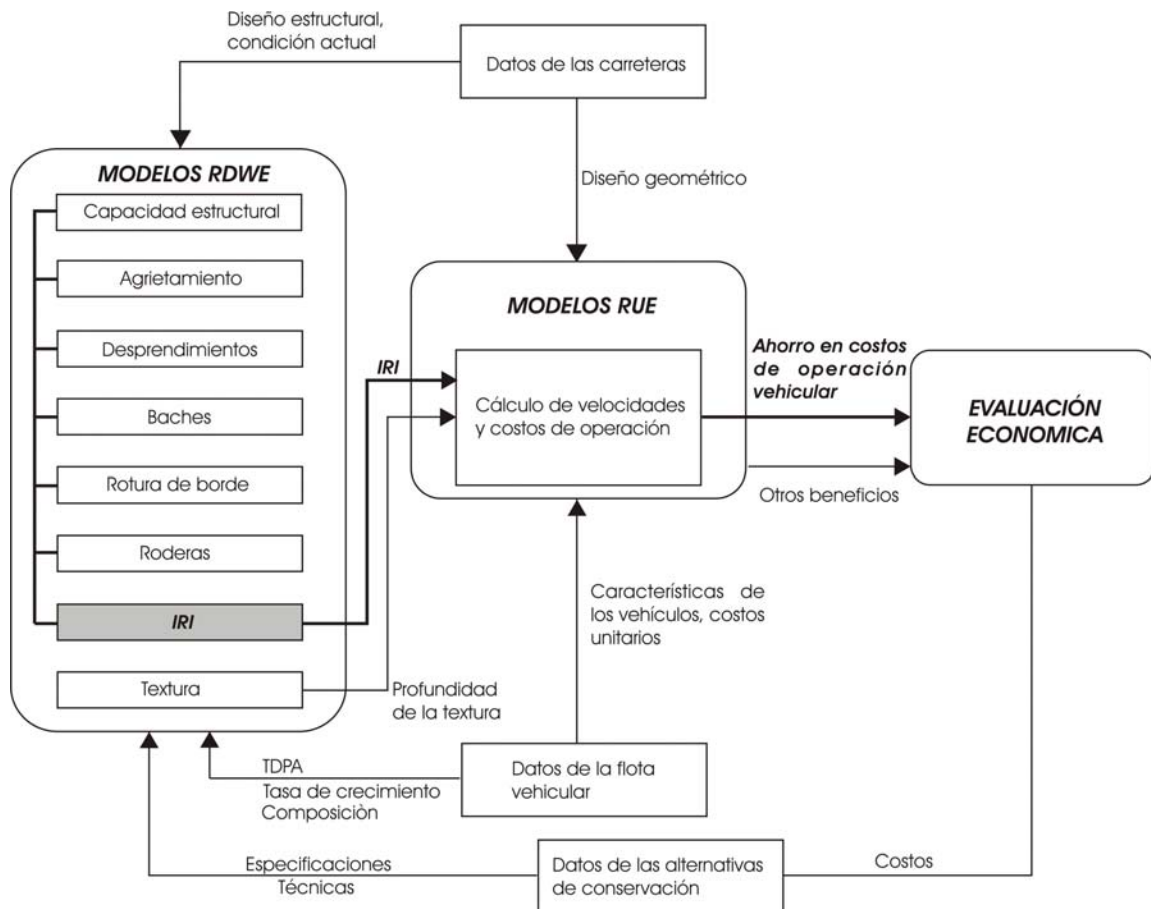 Diseño estructural,
condición actual
Datos de las carreteras
MODELOS RDWE
Capacidad estructural
Agrietamiento
Desprendimientos
Baches
Rotura de borde
Roderas
IRI
Textura
Diseño geométrico
MODELOS RUE
IRI
Cálculo de velocidades
y costos de operación
Ahorro en costos
de operación
vehicular
EVALUACIÓN
ECONOMICA
Otros beneficios
Características de
los vehículos, costos
unitarios
Profundidad
de la textura
TDPA
Tasa de crecimiento
Composiciòn
Datos de la flota
vehicular
Especificaciones
Técnicas
Datos de las alternativas
de conservación
Costos